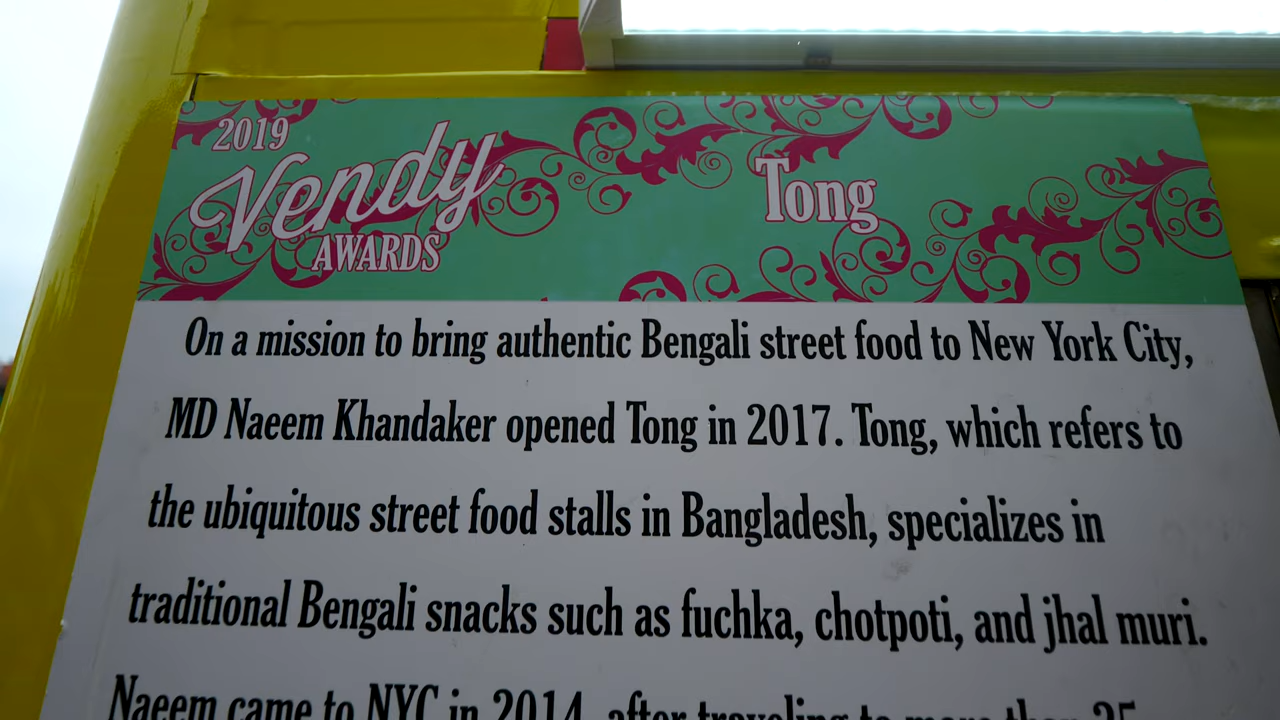 2019
Vendy
AWARDS
Tong
On a mission to bring authentic Bengali street food to New York City,
MD Naeem Khandaker opened Tong in 2017. Tong, which refers to
the ubiquitous street food stalls in Bangladesh, specializes in
traditional Bengali snacks such as fuchka, chotpoti, and jhal muri.
Naeem came to NYC in 2014, after traveling to more than 25